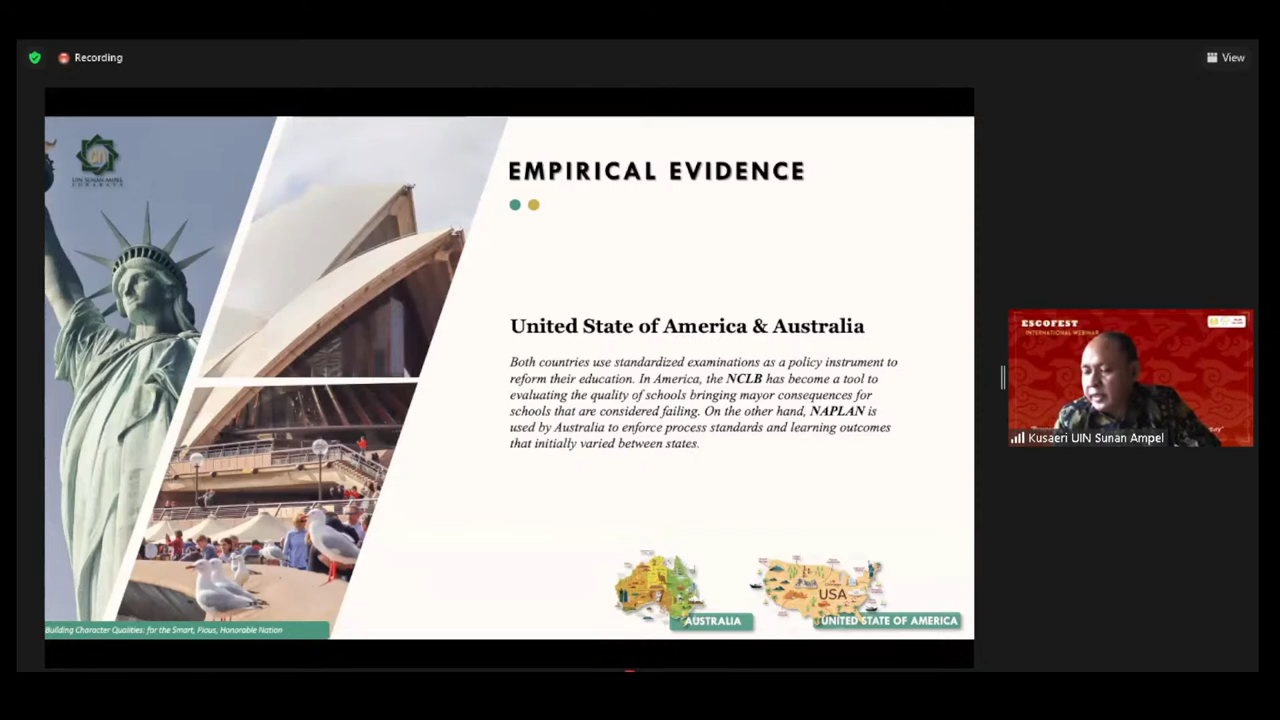 Recording
View
UIN SUNAN AMPEL
SURABAYA
EMPIRICAL EVIDENCE
United State of America & Australia
Both countries use standardized examinations as a policy instrument to
reform their education. In America, the NCLB has become a tool to
evaluating the quality of schools bringing mayor consequences for
schools that are considered failing. On the other hand, NAPLAN is
used by Australia to enforce process standards and learning outcomes
that initially varied between states.
USA
AUSTRALIA
UNITED STATE OF AMERICA
Building Character Qualities: for the Smart, Pious, Honorable Nation
ESCOFEST
INTERNATIONAL WEBINAR
Kusaeri UIN Sunan Ampel